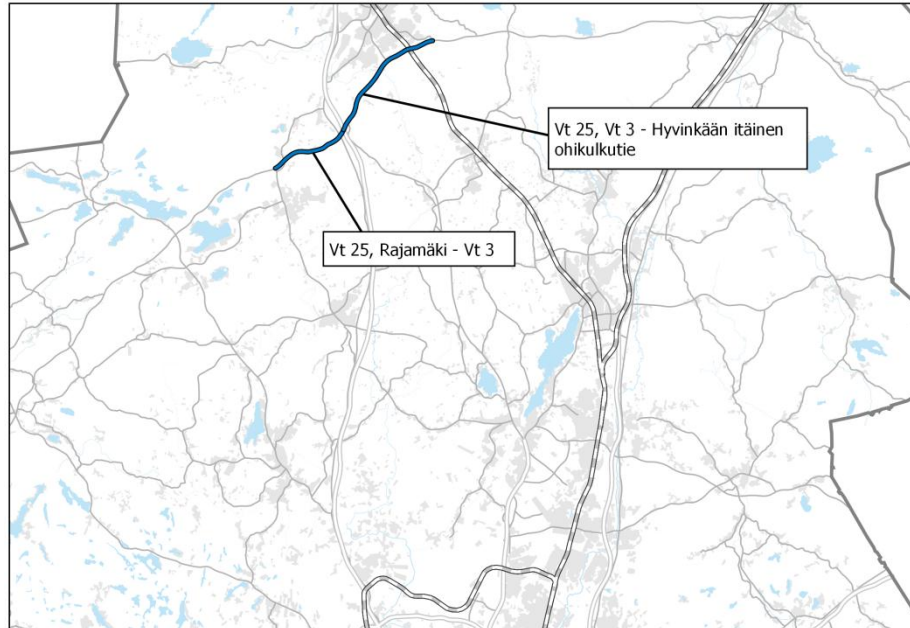 Vt 25, Vt 3 - Hyvinkään itäinen
ohikulkutie
Vt 25, Rajamäki - Vt 3